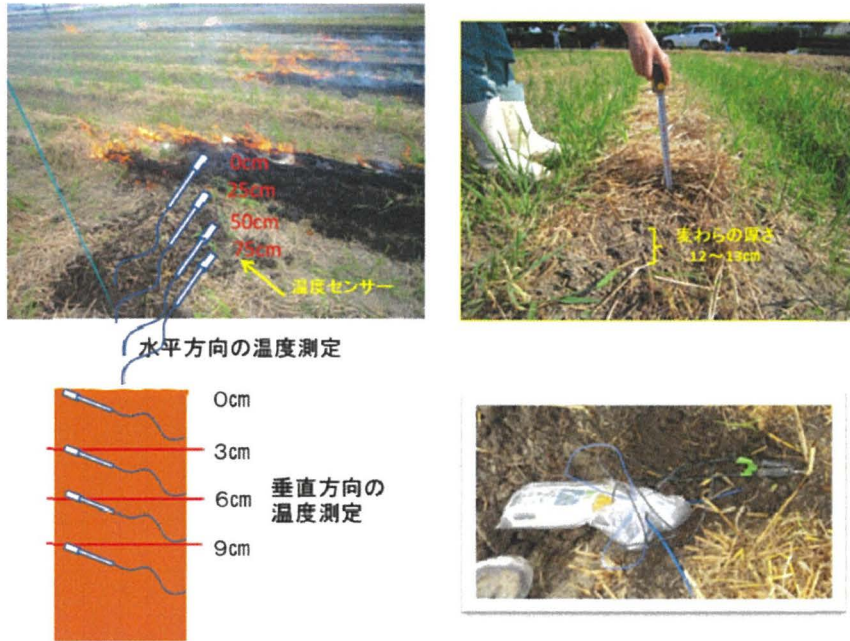 0cm
25cm
50cm
75cm
温度センサー
麦わらの厚さ
12～13cm
水平方向の温度測定
0cm
3cm
6cm
9cm
垂直方向の
温度測定